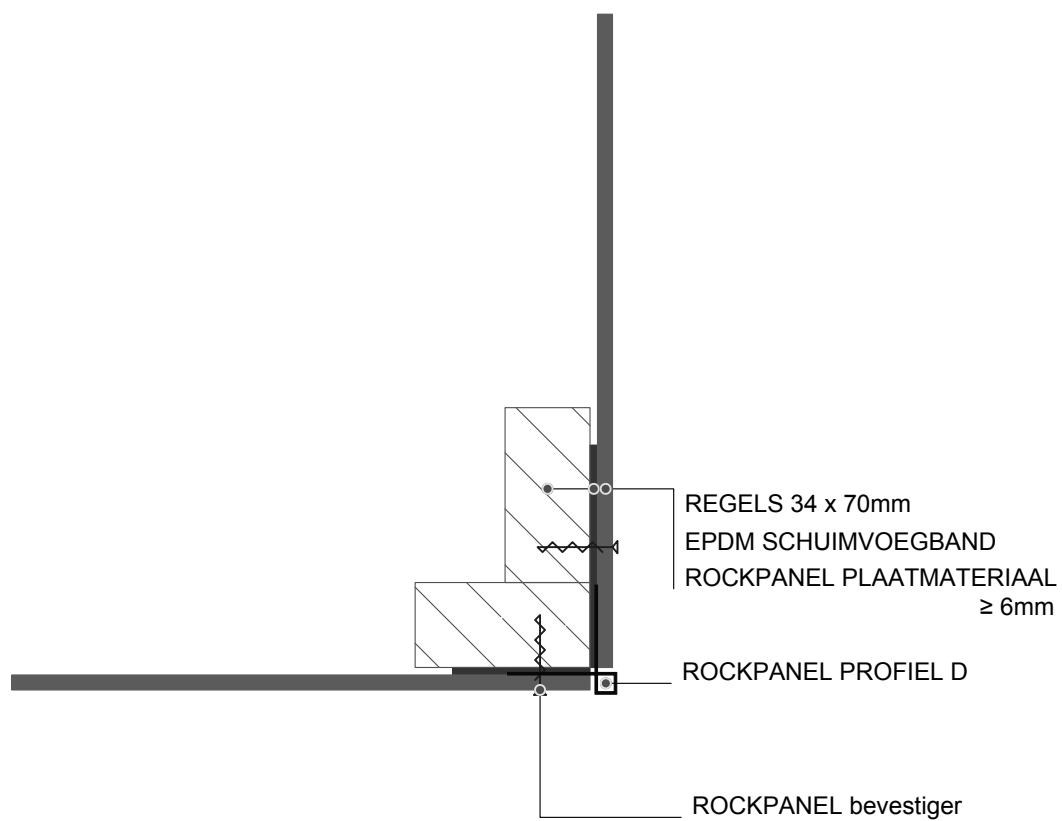 REGELS 34 x 70mm
EPDM SCHUIMVOEGBAND
ROCKPANEL PLAATMATERIAAL
≥ 6mm
ROCKPANEL PROFIEL D
ROCKPANEL bevestiger